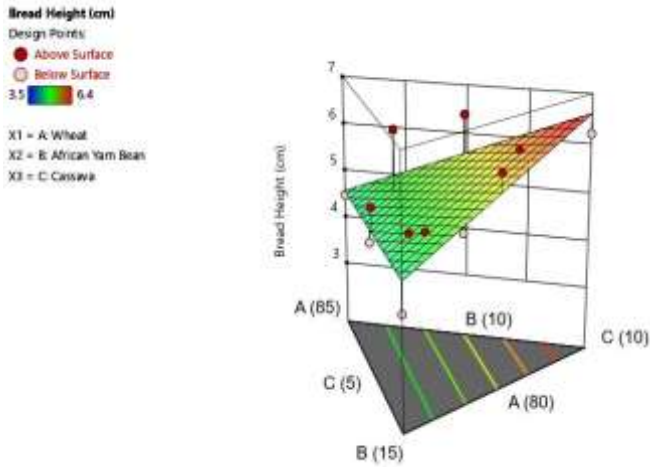 Bread Height (cm)
Design Points:
Above Surface
Below Surface
3.5 6.4
X1 = A: Wheat
X2 = B: African Yam Bean
X3 = C: Cassava
7
6
5
4
3
Bread Height (cm)
A (85)
B (10)
C (10)
C (5)
A (80)
B (15)